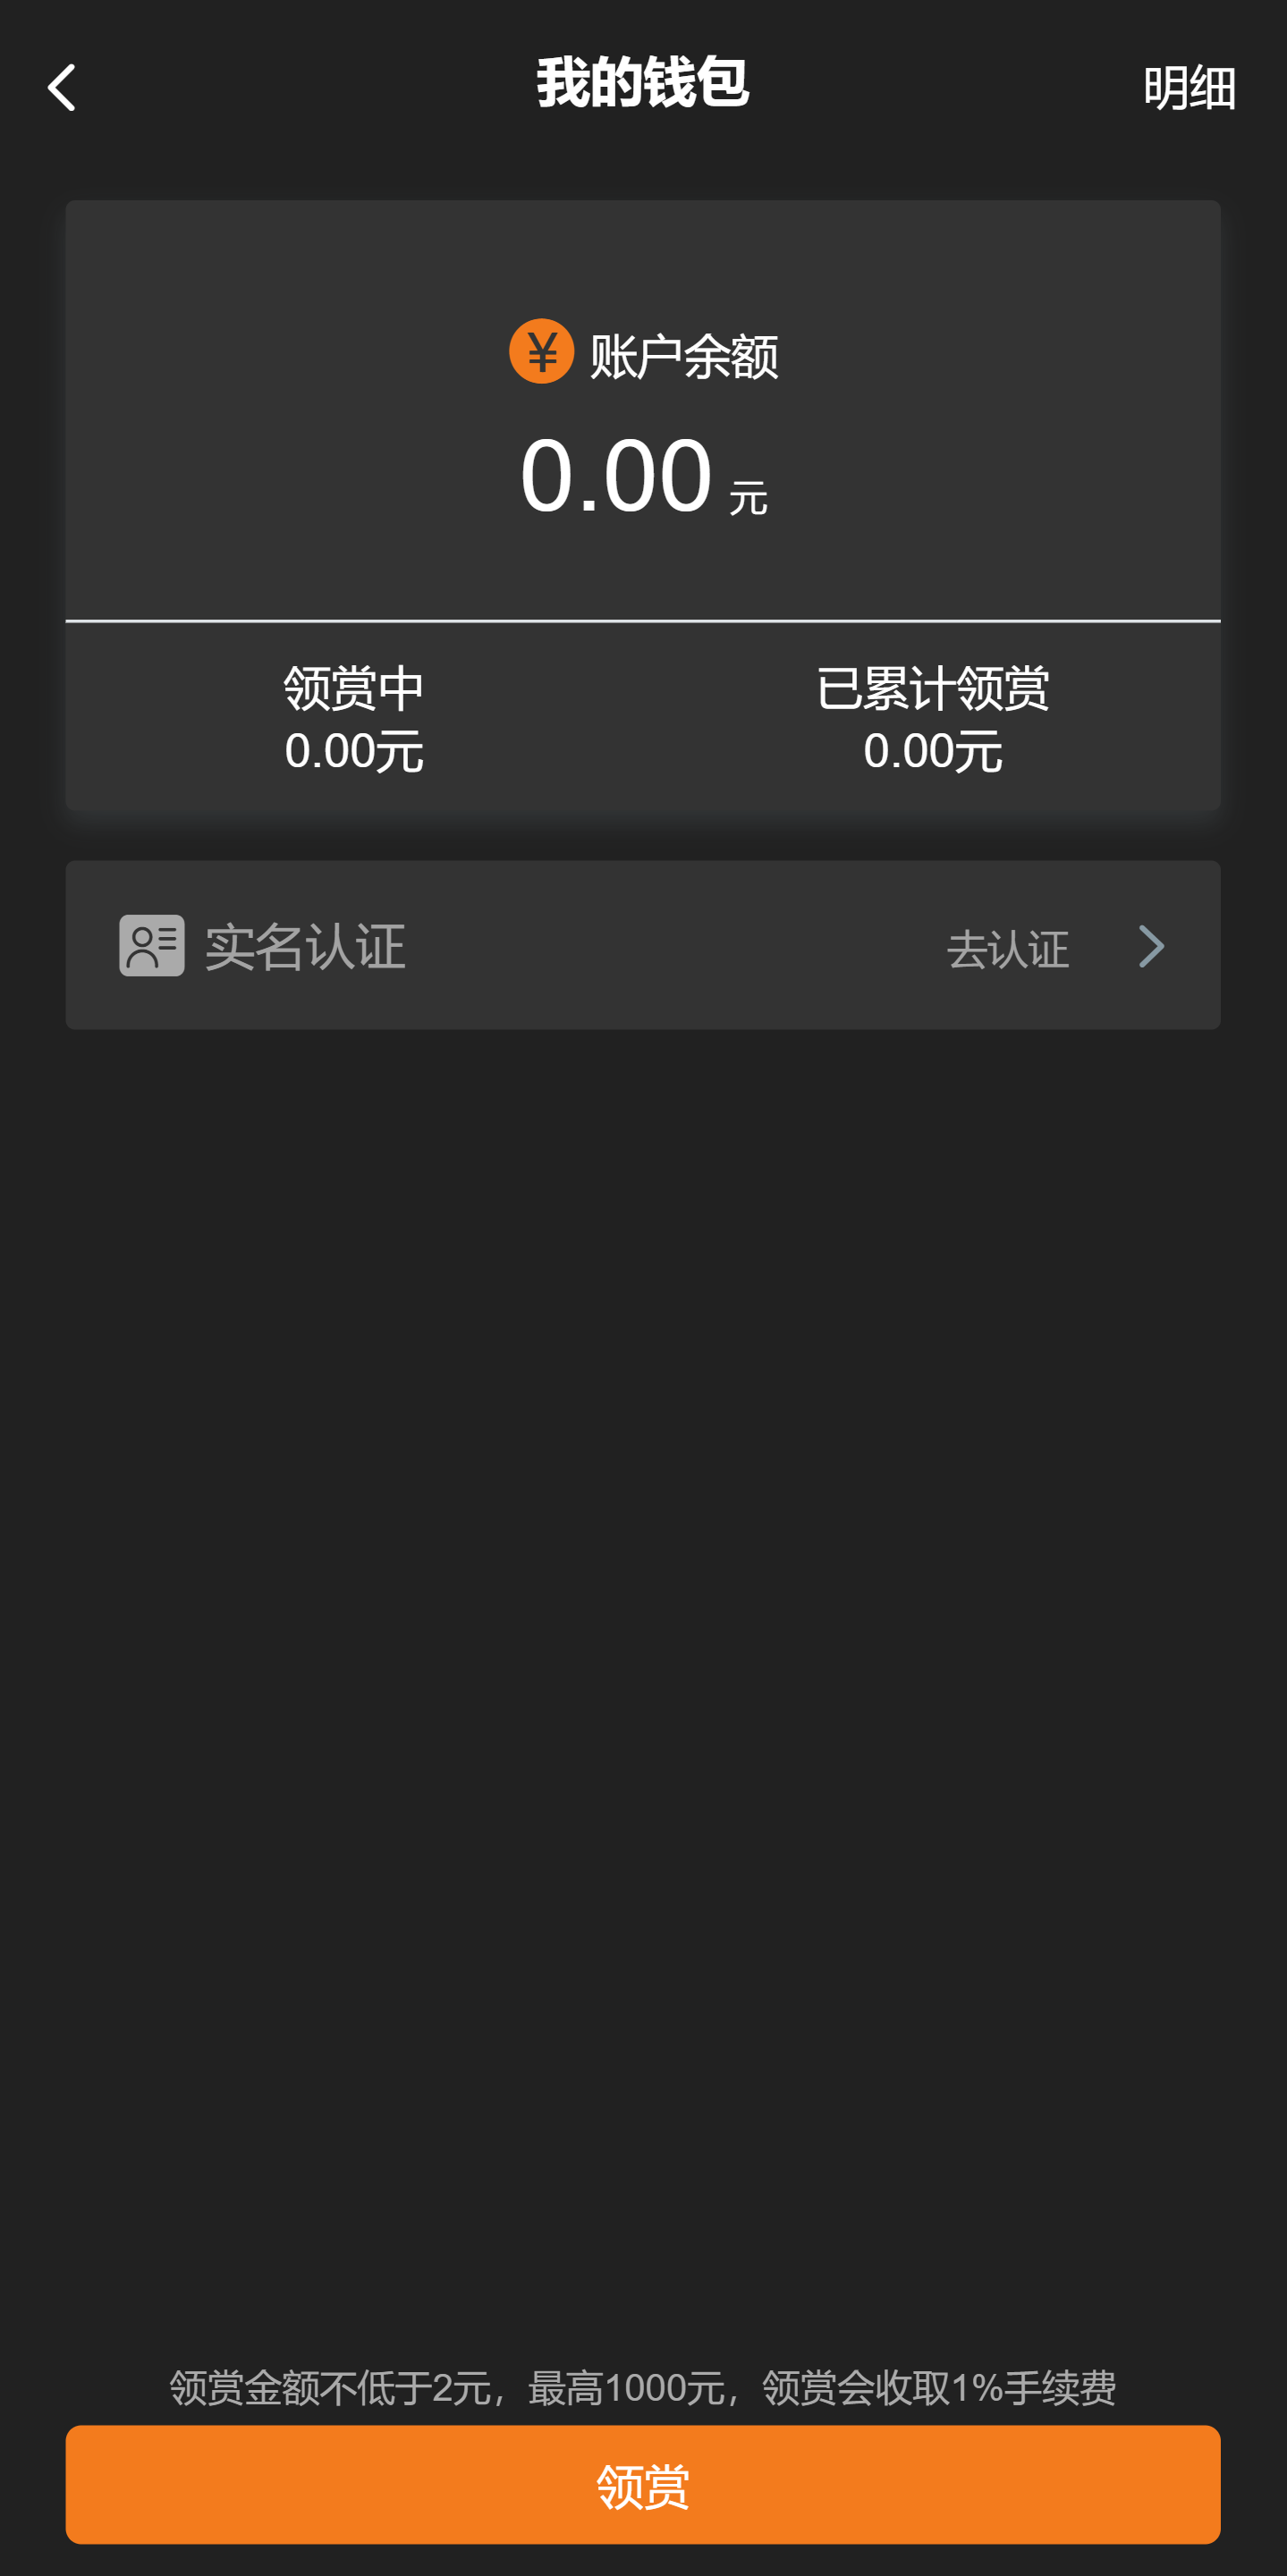 我的钱包
明细
¥ 账户余额
0.00 元
领赏中
0.00元
已累计领赏
0.00元
实名认证
去认证
领赏金额不低于2元，最高1000元，领赏会收取1%手续费
领赏